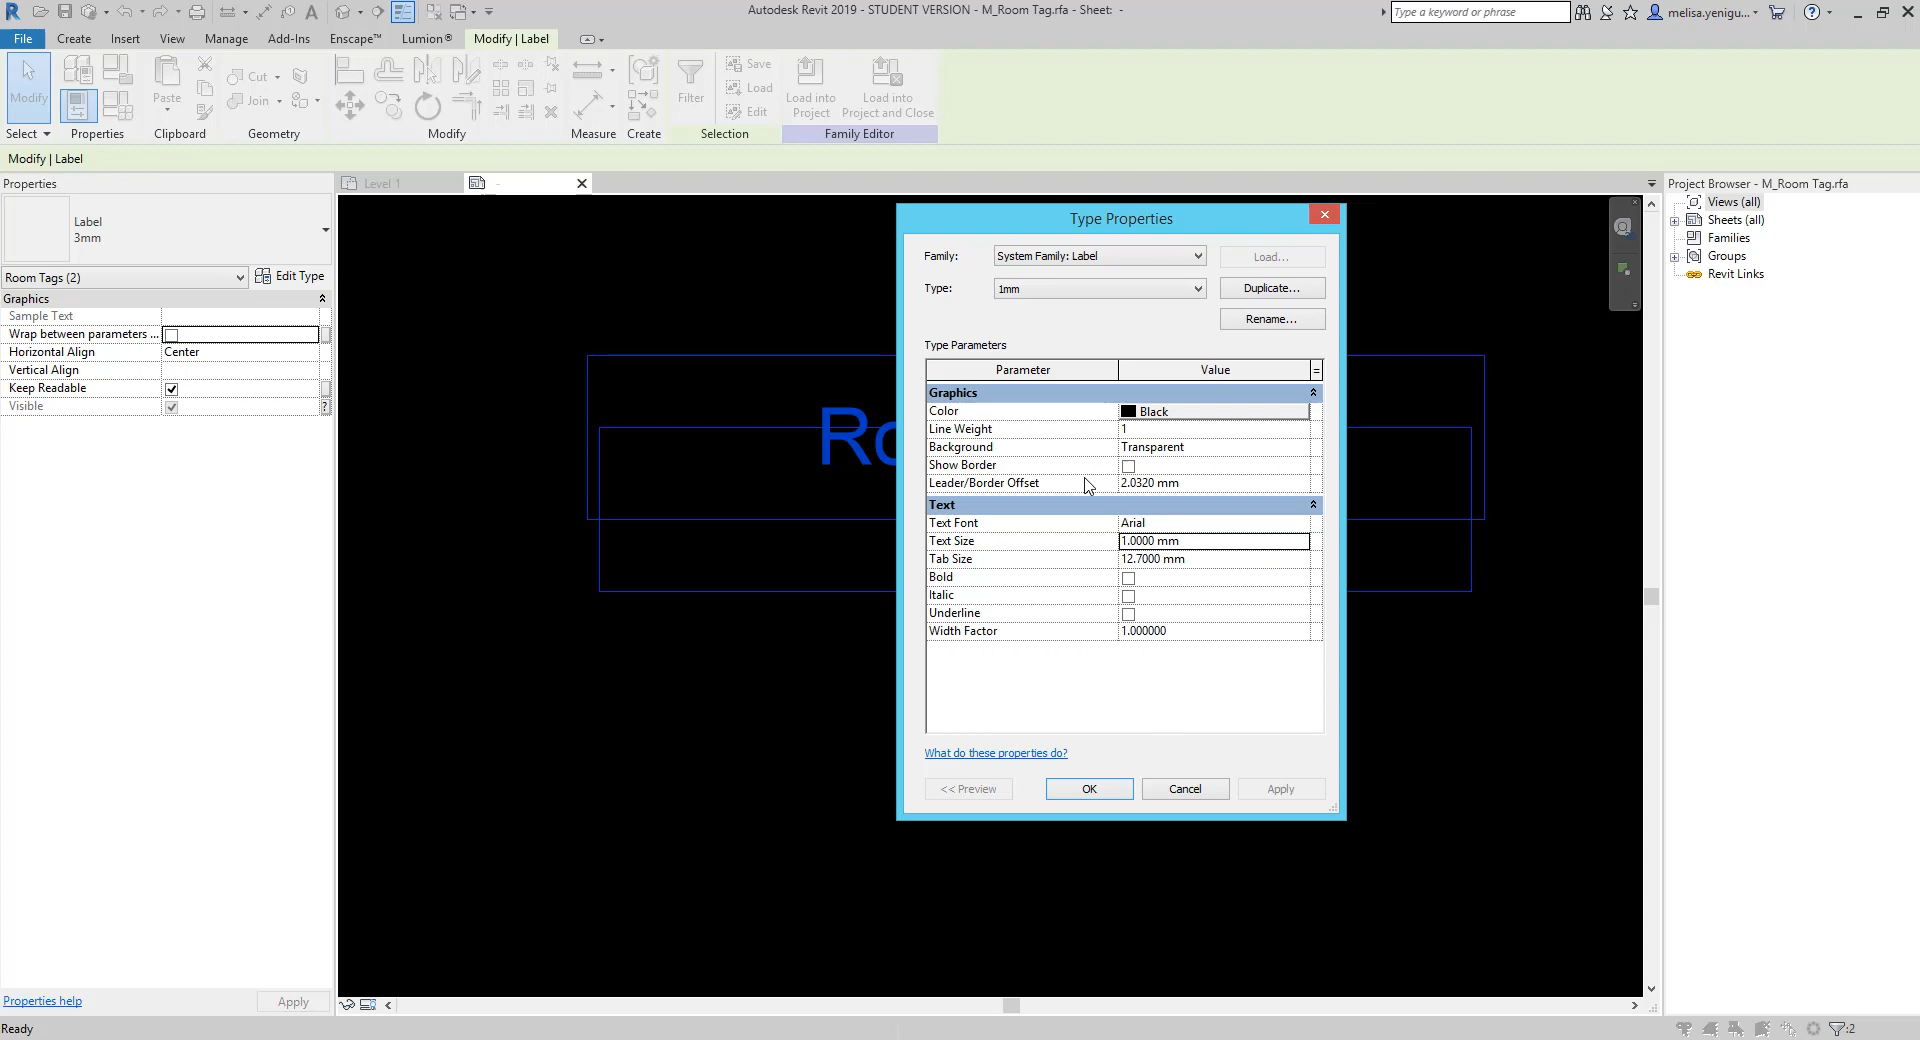 Autodesk Revit 2019 - STUDENT VERSION - M_Room Tag.rfa - Sheet:  -
Type a keyword or phrase
melisa.yenigu...
File Create Insert View Manage Add-Ins Enscape™ Lumion® Modify | Label
Modify
Paste
Cut
Join
Filter
Save
Load
Edit
Load into
Project
Load into
Project and Close
Select Properties Clipboard Geometry Modify Measure Create Selection Family Editor
Modify | Label
Properties
Label
3mm
Room Tags (2)
Edit Type
Graphics
Sample Text
Wrap between parameters ...
Horizontal Align Center
Vertical Align
Keep Readable
Visible
Properties help
Apply
Level 1
-
Ro
Type Properties
Family: System Family: Label Load...
Type: 1mm Duplicate...
Rename...
Type Parameters
Parameter Value =
Graphics
Color Black
Line Weight 1
Background Transparent
Show Border
Leader/Border Offset 2.0320 mm
Text
Text Font Arial
Text Size 1.0000 mm
Tab Size 12.7000 mm
Bold
Italic
Underline
Width Factor 1.000000
What do these properties do?
<< Preview OK Cancel Apply
Project Browser - M_Room Tag.rfa
Views (all)
Sheets (all)
Families
Groups
Revit Links
Ready
:2